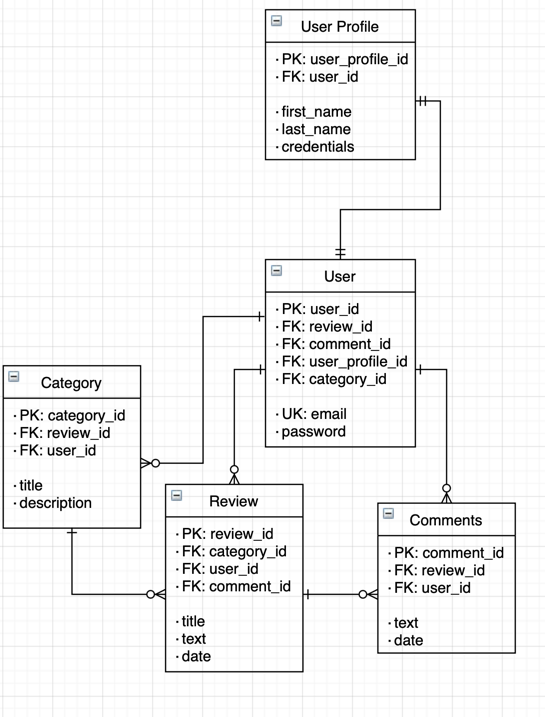 User Profile
· PK: user_profile_id
· FK: user_id
· first_name
· last_name
· credentials
User
· PK: user_id
· FK: review_id
· FK: comment_id
· FK: user_profile_id
· FK: category_id
· UK: email
· password
Category
· PK: category_id
· FK: review_id
· FK: user_id
· title
· description
Review
· PK: review_id
· FK: category_id
· FK: user_id
· FK: comment_id
· title
· text
· date
Comments
· PK: comment_id
· FK: review_id
· FK: user_id
· text
· date